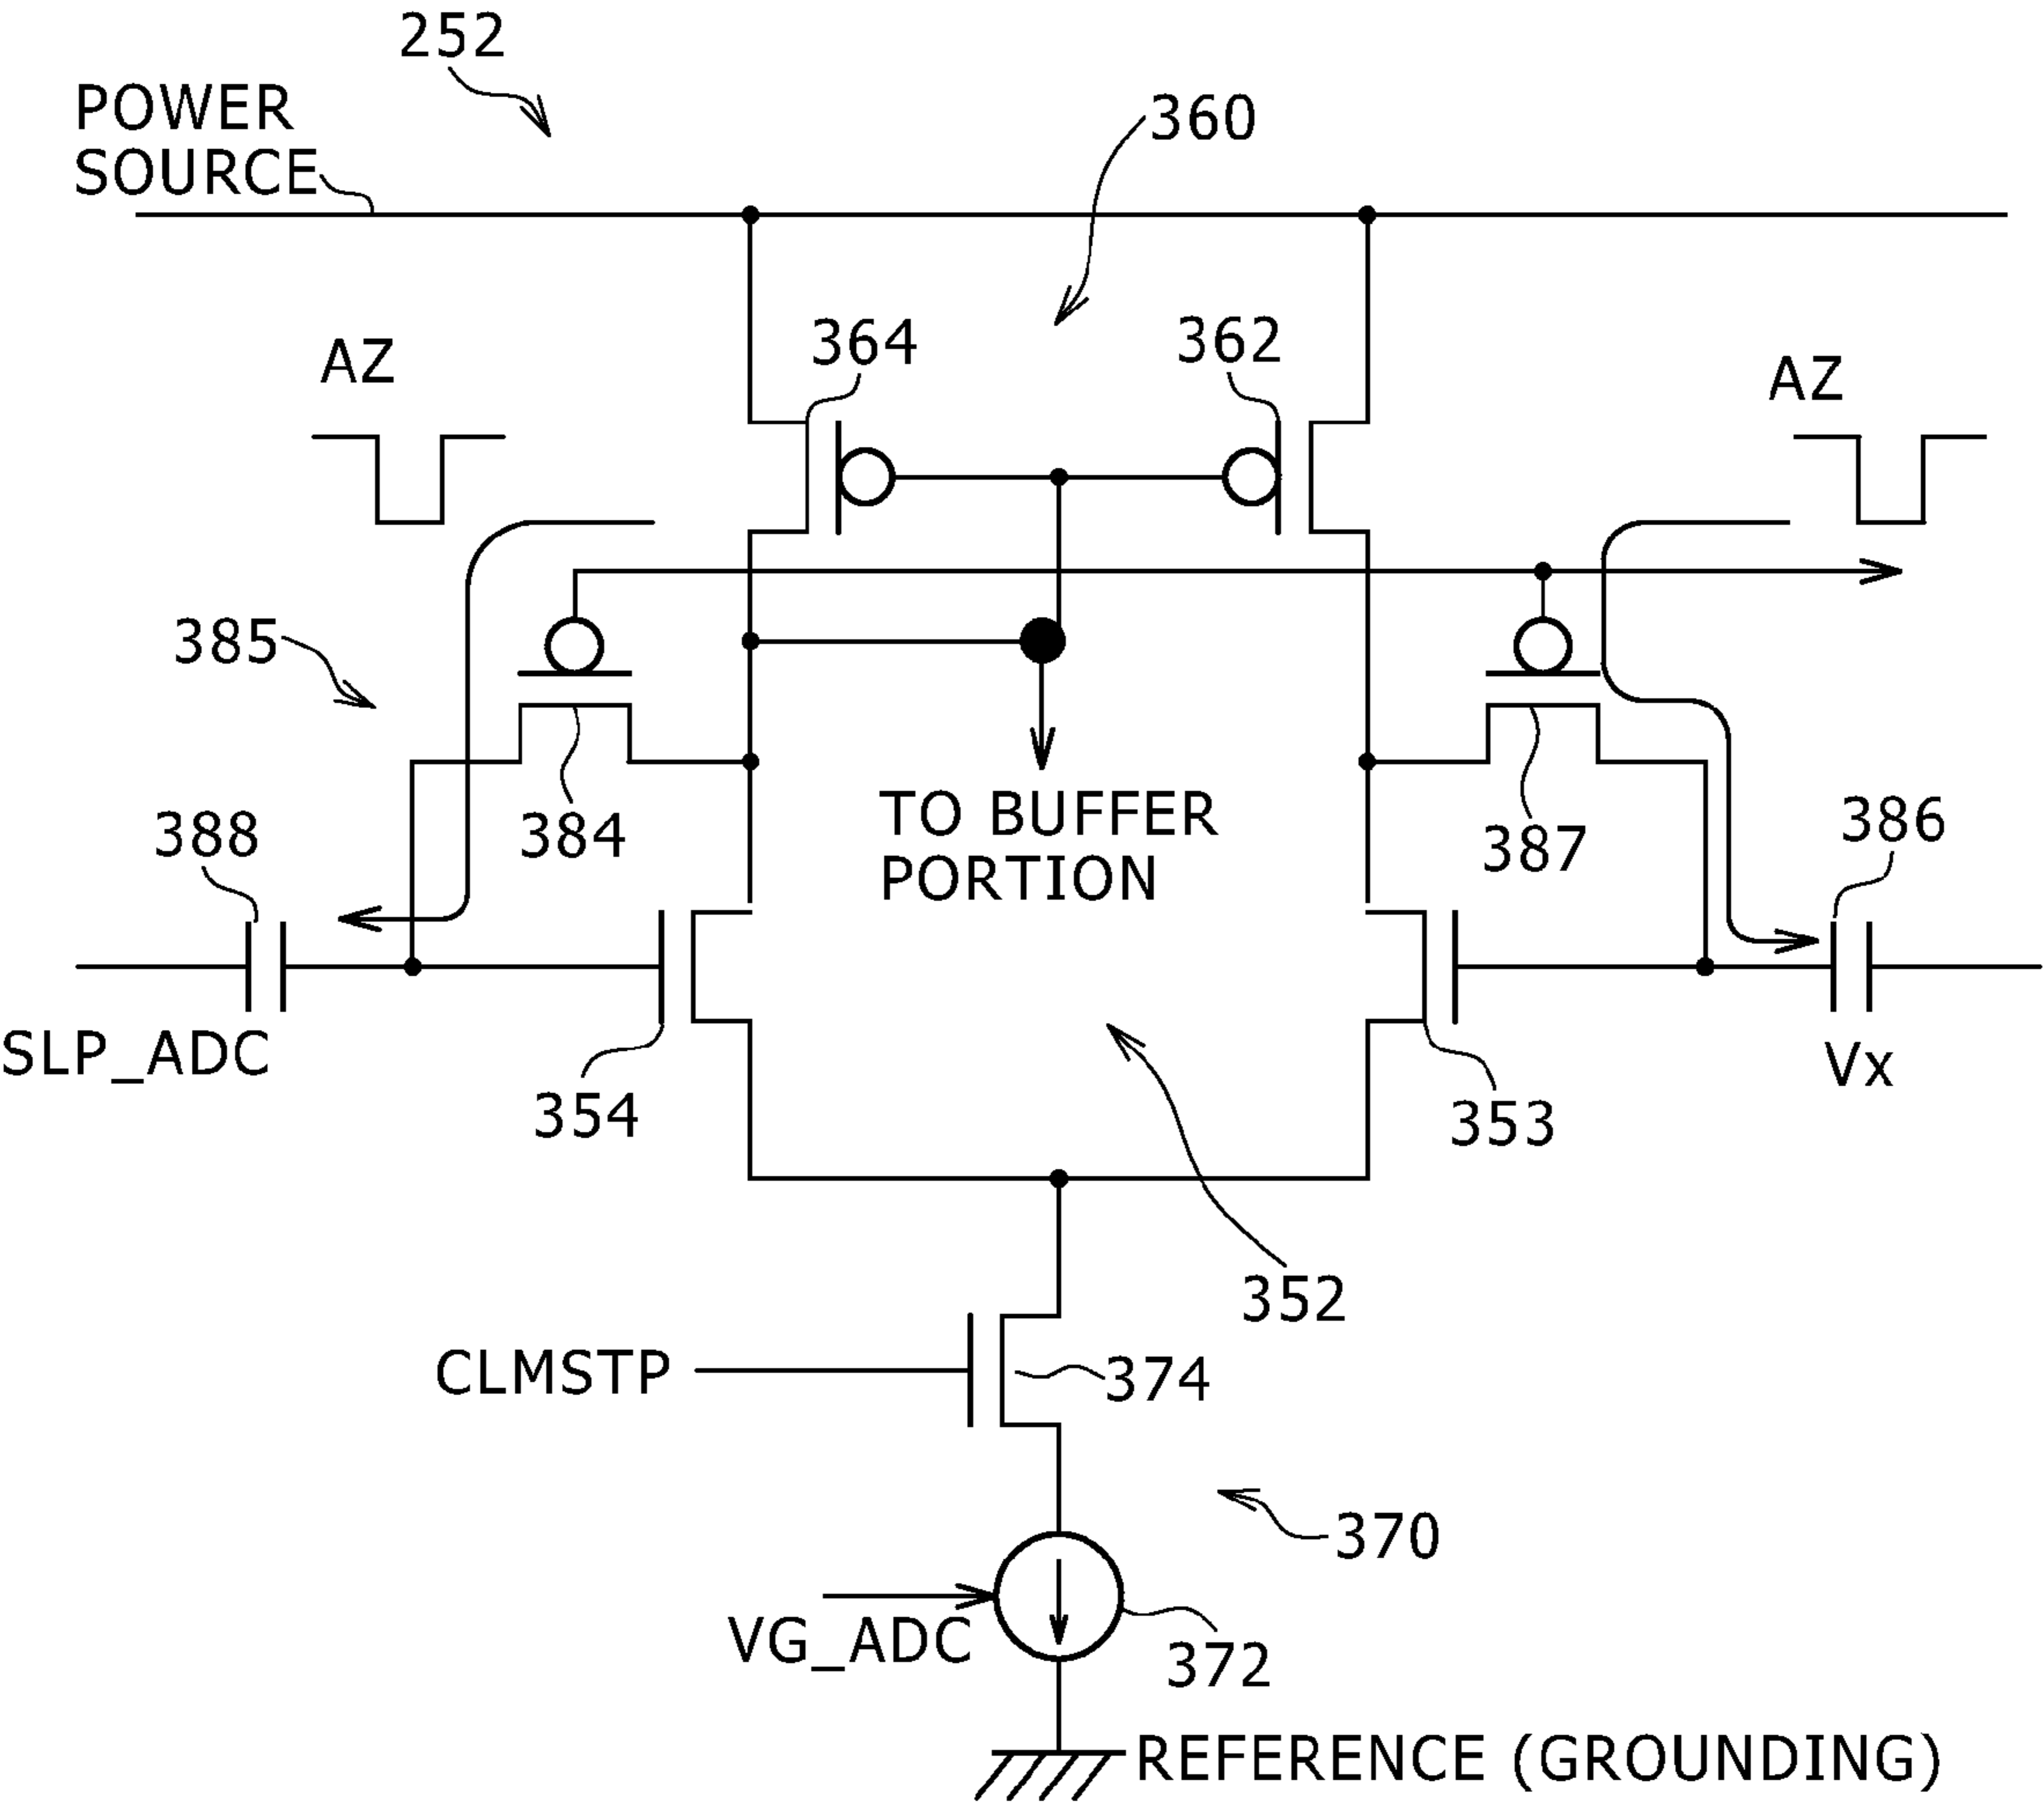 252
POWER
SOURCE
360
364
362
AZ
AZ
385
384
TO BUFFER
PORTION
387
388
386
SLP_ADC
354
353
Vx
352
CLMSTP
374
370
VG_ADC
372
REFERENCE (GROUNDING)